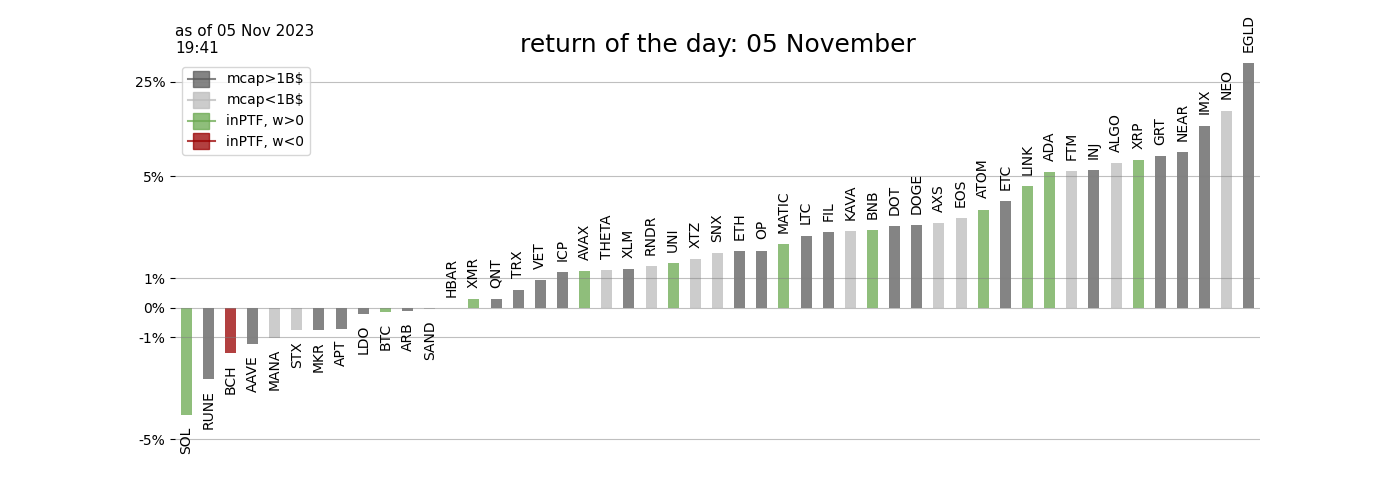 as of 05 Nov 2023
19:41
return of the day: 05 November
mcap>1B$
mcap<1B$
inPTF, w>0
inPTF, w<0
25%
5%
1%
0%
-1%
-5%
SOL
RUNE
BCH
AAVE
MANA
STX
MKR
APT
LDO
BTC
ARB
SAND
HBAR
XMR
QNT
TRX
VET
ICP
AVAX
THETA
XLM
RNDR
UNI
XTZ
SNX
ETH
OP
MATIC
LTC
FIL
KAVA
BNB
DOT
DOGE
AXS
EOS
ATOM
ETC
LINK
ADA
FTM
INJ
ALGO
XRP
GRT
NEAR
IMX
NEO
EGLD